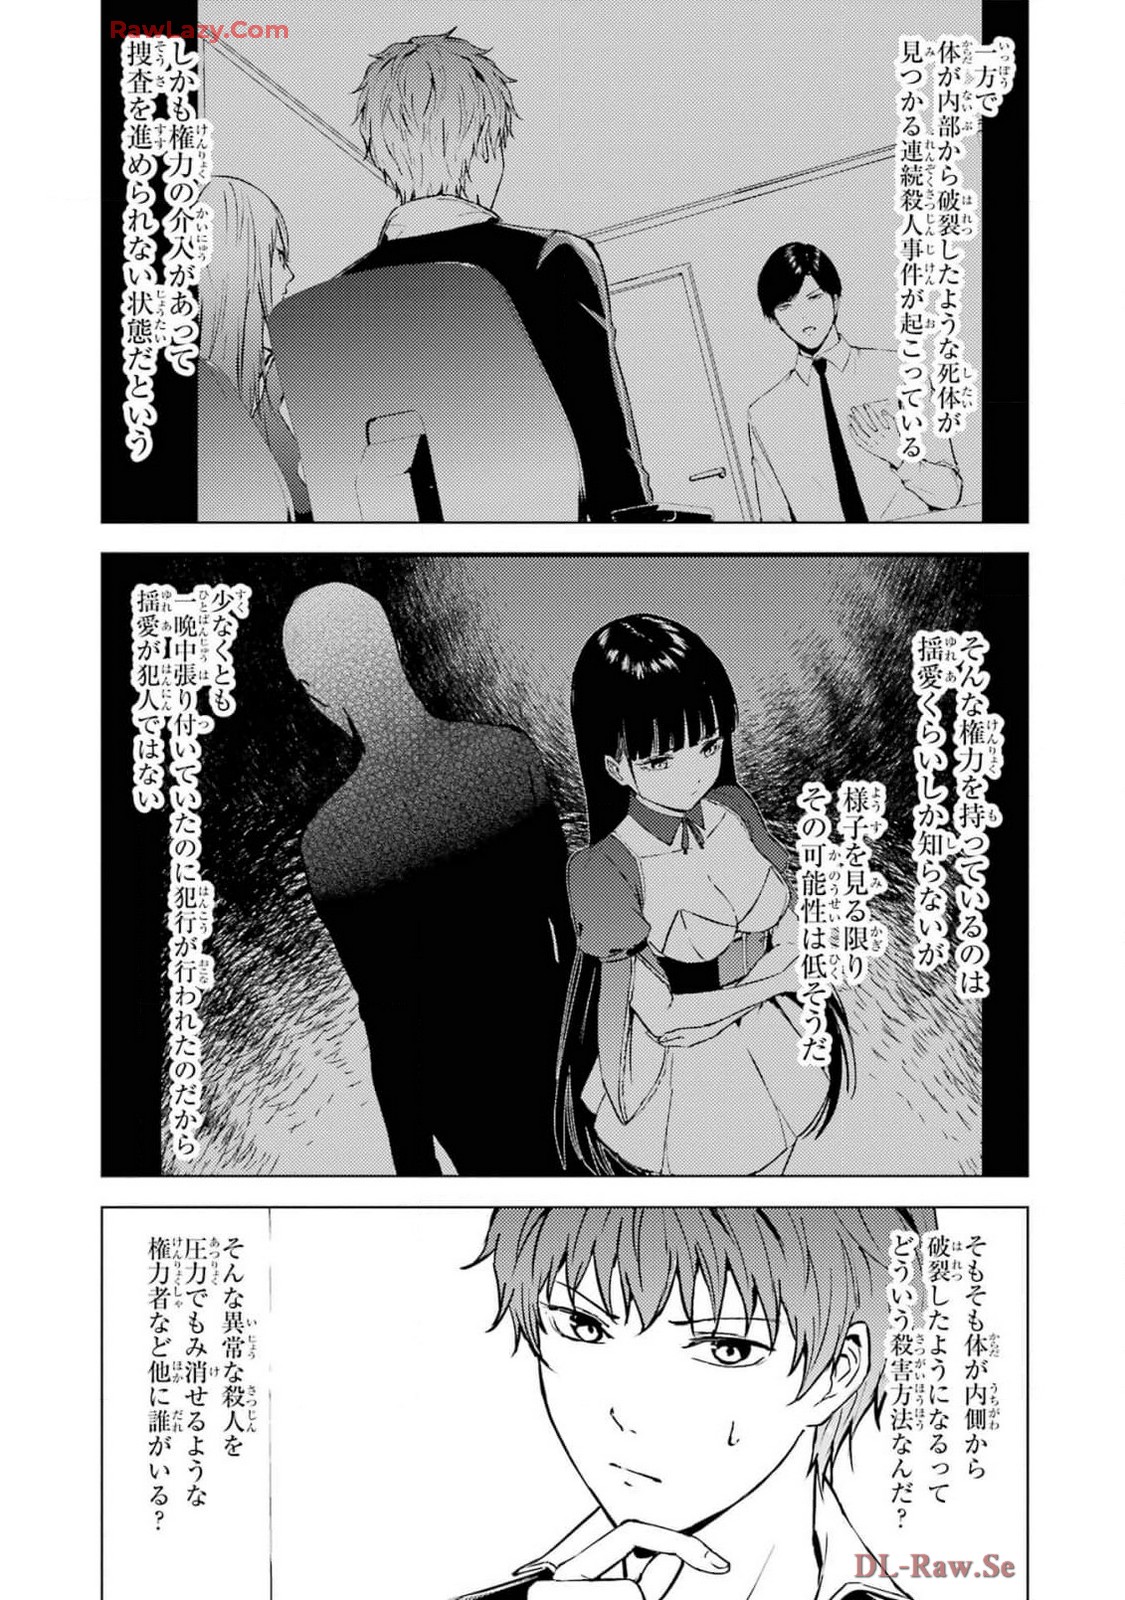 RawLazy.Com
一方で
体が内部から破裂したような死体が
見つかる連続殺人事件が起こっている
しかも権力の介入があって
捜査を進められない状態だという
そんな権力を持っているのは
揺愛くらいしか知らないが
様子を見る限り
その可能性は低そうだ
少なくとも
一晩中張り付いていたのに犯行が行われたのだから
揺愛が犯人ではない
そもそも体が内側から
破裂したようになるって
どういう殺害方法なんだ?
そんな異常な殺人を
圧力でもみ消せるような
権力者など他に誰がいる?
DL-Raw.Se